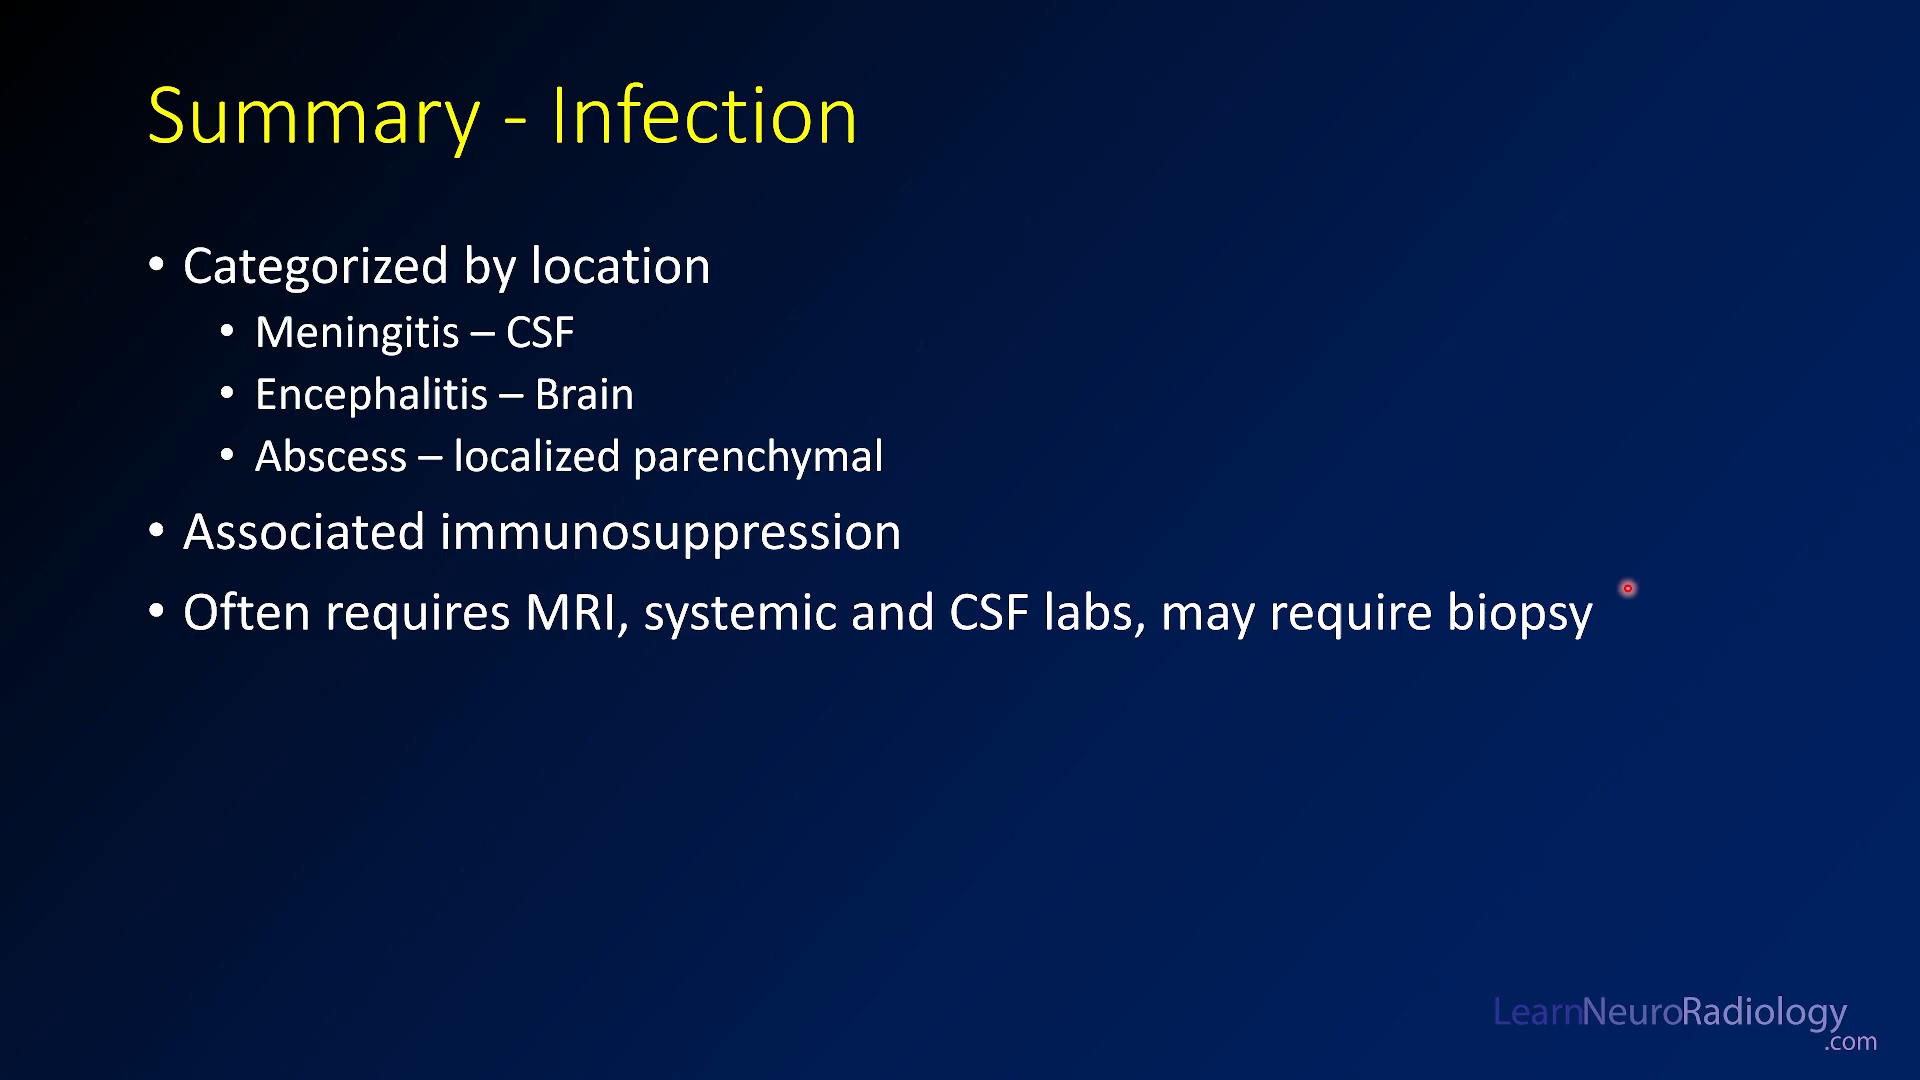 Summary - Infection
• Categorized by location
• Meningitis – CSF
• Encephalitis – Brain
• Abscess – localized parenchymal
• Associated immunosuppression
• Often requires MRI, systemic and CSF labs, may require biopsy
LearnNeuroRadiology
.com